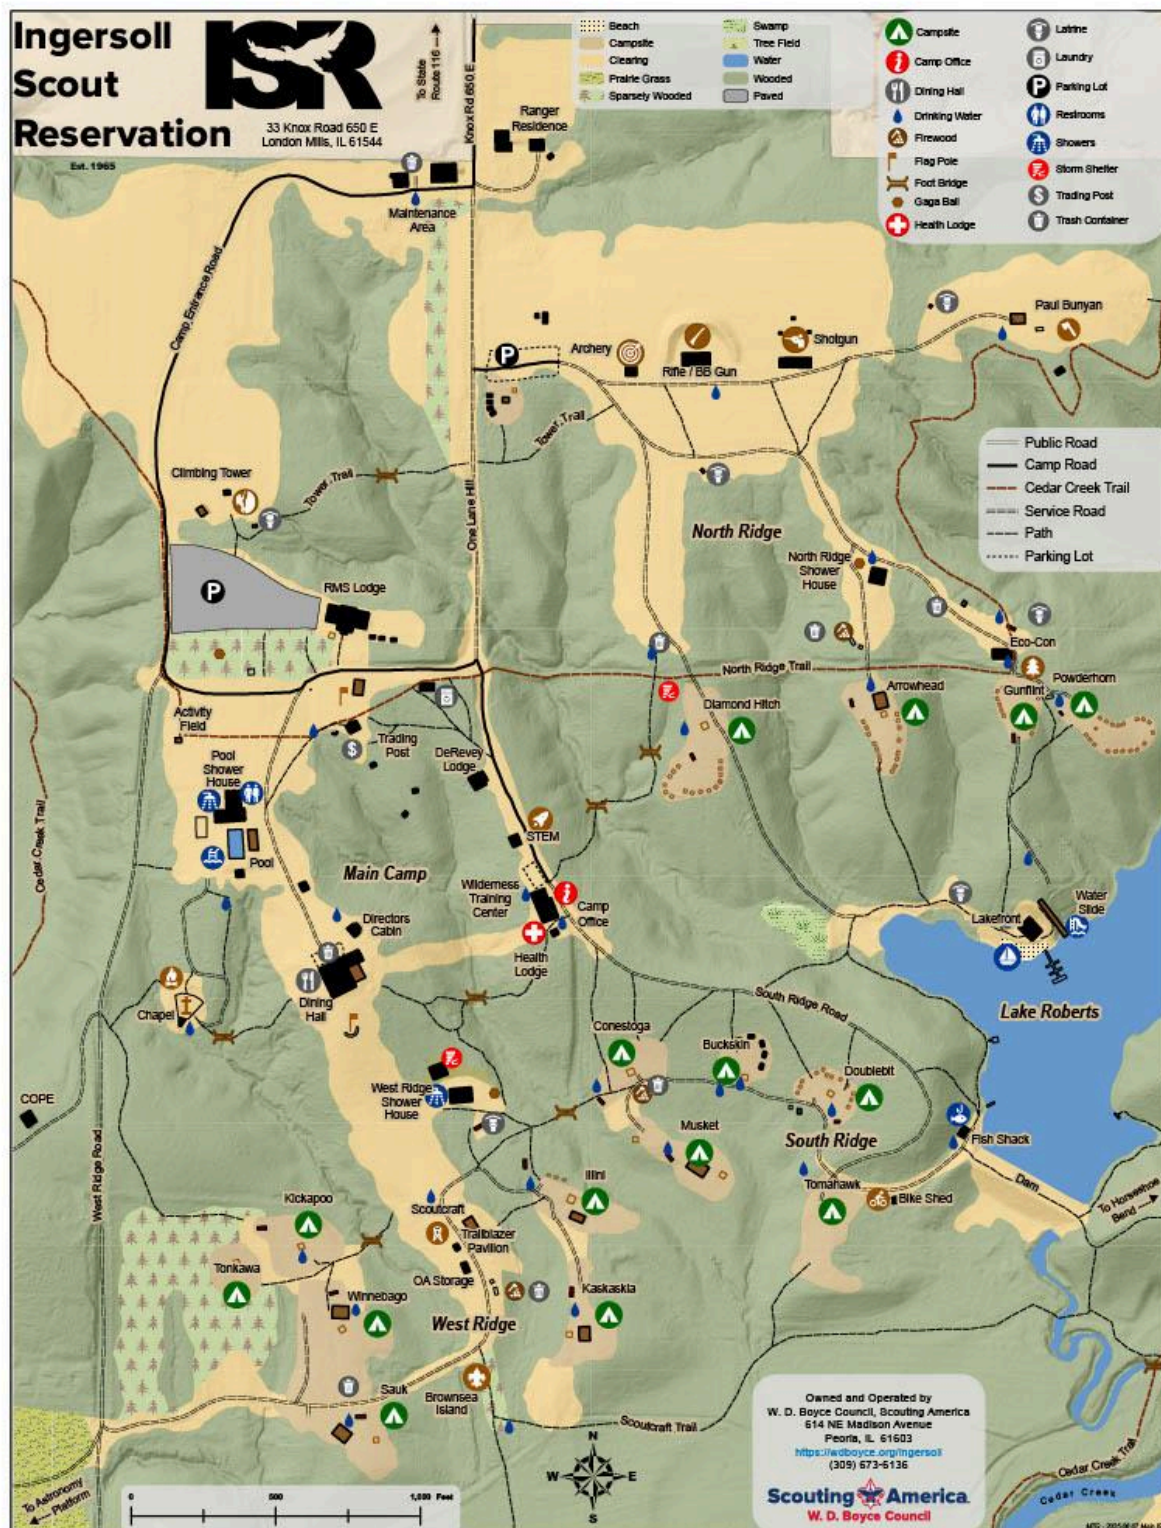 Ingersoll
Scout
Reservation
ISR
33 Knox Road 650 E
London Mills, IL 61544
Est. 1965
To State
Route 116
Knox Rd 650 E
Beach
Campsite
Clearing
Prairie Grass
Sparsely Wooded
Swamp
Tree Field
Water
Wooded
Paved
Campsite
Camp Office
Dining Hall
Drinking Water
Firewood
Flag Pole
Foot Bridge
Gaga Ball
Health Lodge
Latrine
Laundry
P
Parking Lot
Restrooms
Showers
Storm Shelter
$
Trading Post
Trash Container
Ranger
Residence
Maintenance
Area
Camp Entrance Road
Paul Bunyan
P
Archery
Rifle / BB Gun
Shotgun
Tower Trail
Public Road
Camp Road
Cedar Creek Trail
Service Road
Path
Parking Lot
Climbing Tower
Tower Trail
One Lane Hill
North Ridge
North Ridge
Shower
House
P
RMS Lodge
Eco-Con
North Ridge Trail
Arrowhead
Gunflint
Powderhorn
Diamond Hitch
Activity
Field
Trading
Post
$
DeRevey
Lodge
Pool
Shower
House
Cedar Creek Trail
Pool
STEM
Main Camp
Wilderness
Training
Center
Camp
Office
Directors
Cabin
Health
Lodge
Lakefront
Water
Slide
Dining
Hall
Chapel
South Ridge Road
Lake Roberts
Conestoga
Buckskin
Doublebit
West Ridge
Shower
House
COPE
Musket
South Ridge
Fish Shack
West Ridge Road
Illini
Tomahawk
Bike Shed
Dam
To Horseshoe
Bend
Kickapoo
Scoutcraft
Trailblazer
Pavilion
Tonkawa
OA Storage
Winnebago
Kaskaskia
West Ridge
Sauk
Brownsea
Island
Scoutcraft Trail
Owned and Operated by
W. D. Boyce Council, Scouting America
614 NE Madison Avenue
Peoria, IL 61603
https://wdboyce.org/ingersoll
(309) 673-6136
Scouting America
W. D. Boyce Council
N
W E
S
To Astronomy
Platform
0 500 1,000 Feet
Cedar Creek Trail
Cedar Creek